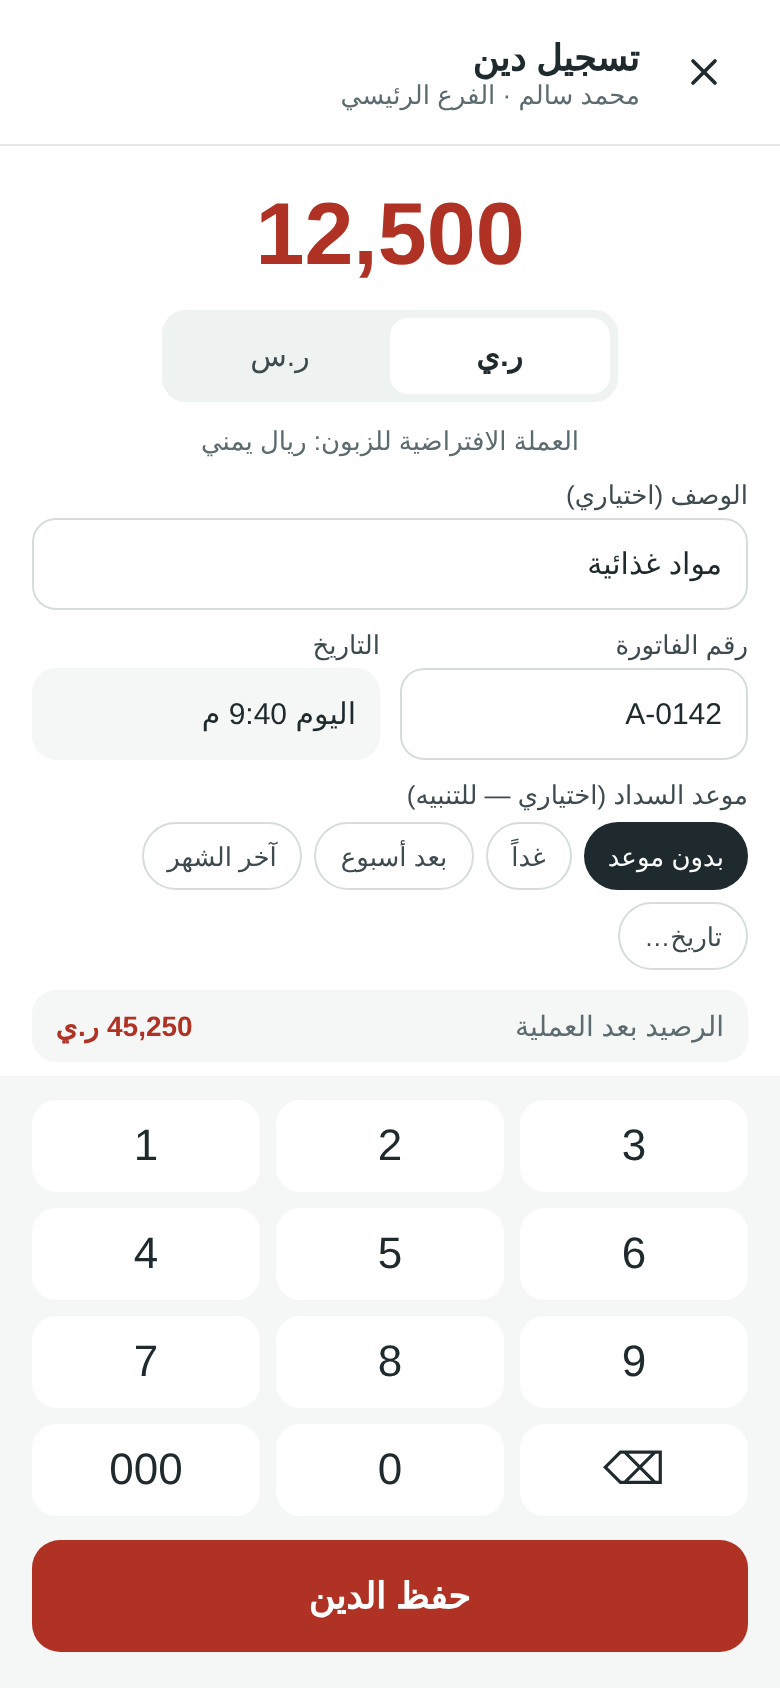 تسجيل دين
محمد سالم · الفرع الرئيسي
12,500
ر.ي
ر.س
العملة الافتراضية للزبون: ريال يمني
الوصف (اختياري)
مواد غذائية
رقم الفاتورة
التاريخ
A-0142
اليوم 9:40 م
موعد السداد (اختياري — للتنبيه)
بدون موعد
غداً
بعد أسبوع
آخر الشهر
تاريخ...
الرصيد بعد العملية
45,250 ر.ي
1 2 3
4 5 6
7 8 9
000 0 ⌫
حفظ الدين